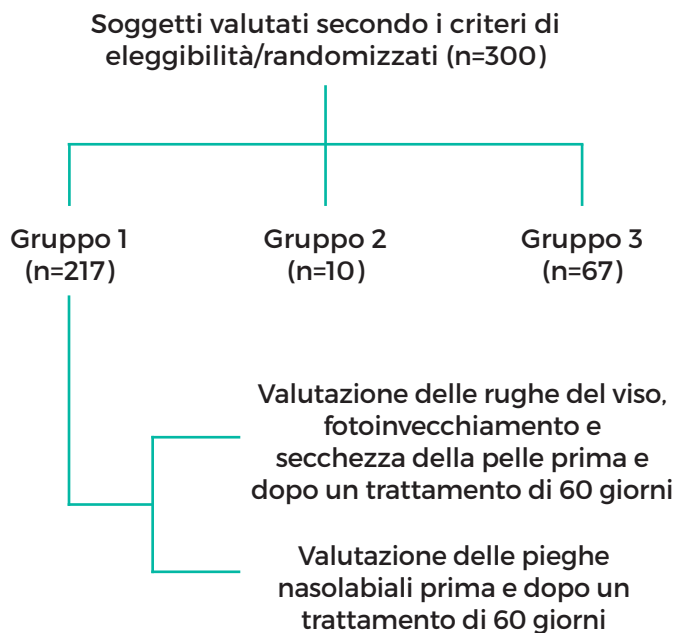 Soggetti valutati secondo i criteri di
eleggibilità/randomizzati (n=300)
Gruppo 1
(n=217)
Gruppo 2
(n=10)
Gruppo 3
(n=67)
Valutazione delle rughe del viso,
fotoinvecchiamento e
secchezza della pelle prima e
dopo un trattamento di 60 giorni
Valutazione delle pieghe
nasolabiali prima e dopo un
trattamento di 60 giorni